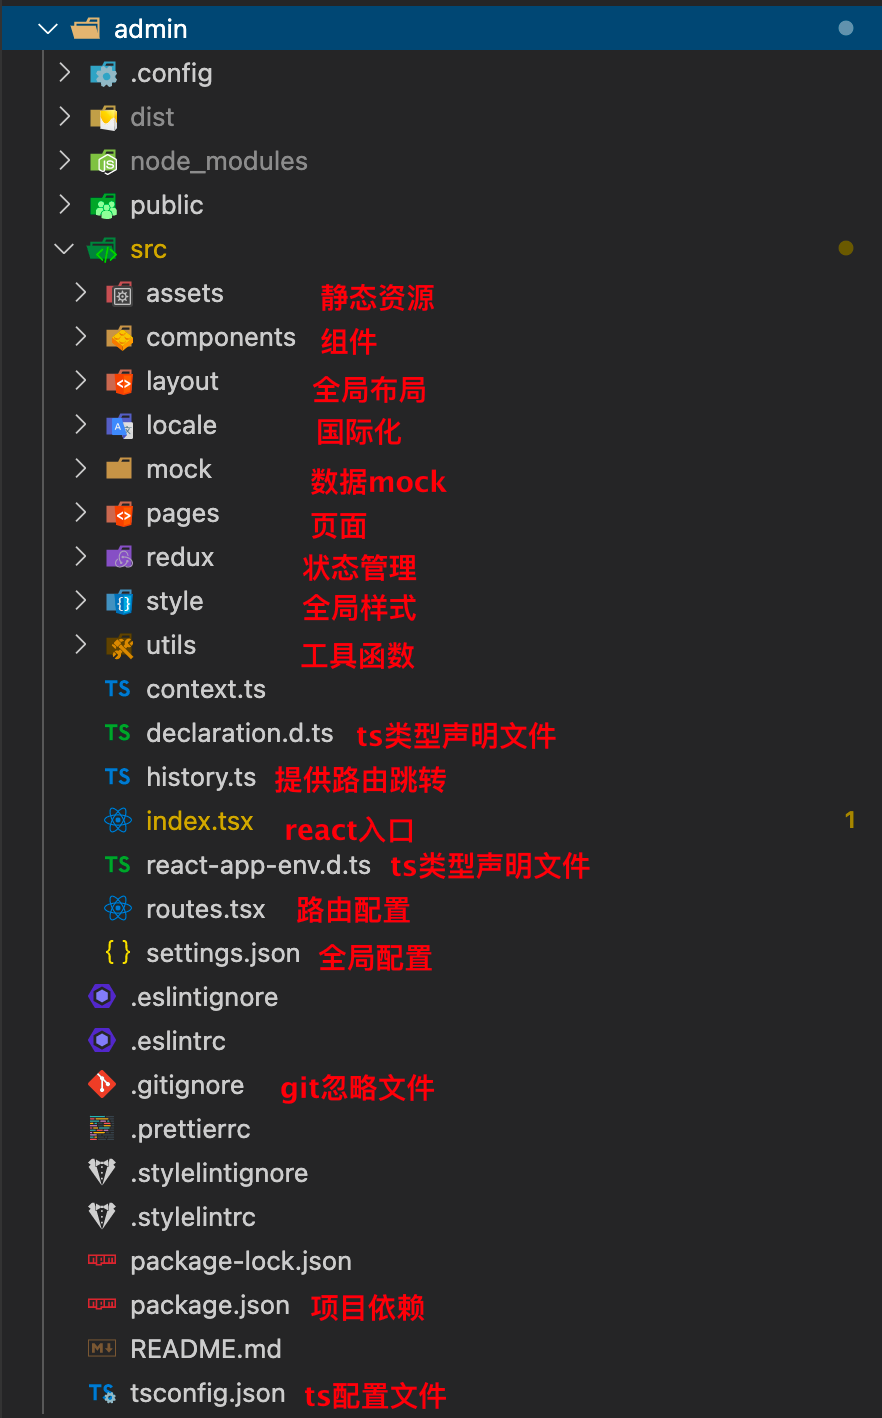 admin
.config
dist
node_modules
public
src
assets 静态资源
components 组件
layout 全局布局
locale 国际化
mock 数据mock
pages 页面
redux 状态管理
style 全局样式
utils 工具函数
TS context.ts
TS declaration.d.ts ts类型声明文件
TS history.ts 提供路由跳转
index.tsx react入口 1
TS react-app-env.d.ts ts类型声明文件
routes.tsx 路由配置
{} settings.json 全局配置
.eslintignore
.eslintrc
.gitignore git忽略文件
.prettierrc
.stylelintignore
.stylelintrc
package-lock.json
package.json 项目依赖
README.md
TS tsconfig.json ts配置文件